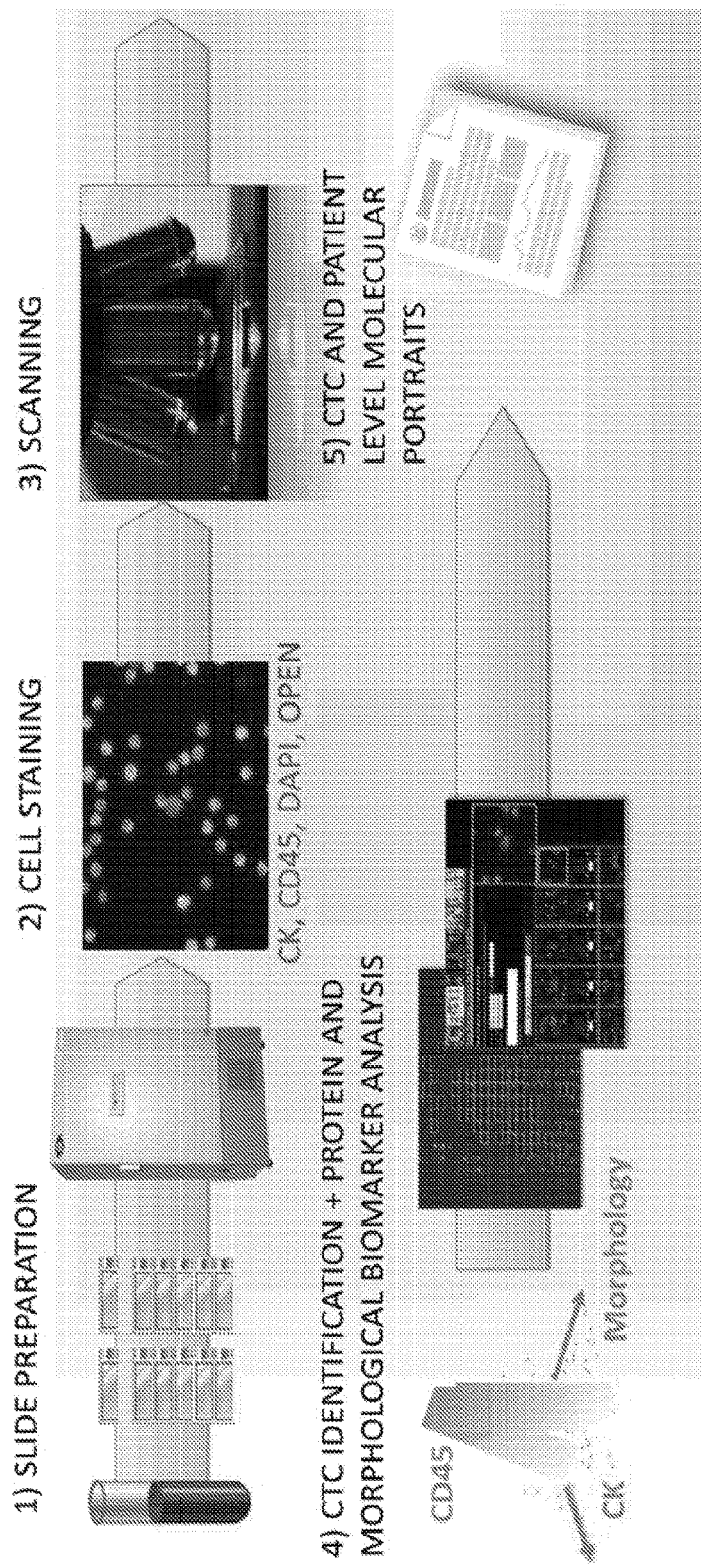 1) SLIDE PREPARATION
2) CELL STAINING
3) SCANNING
CK, CD45, DAPI, OPEN
4) CTC IDENTIFICATION + PROTEIN AND
MORPHOLOGICAL BIOMARKER ANALYSIS
5) CTC AND PATIENT
LEVEL MOLECULAR
PORTRAITS
CD45
CK
Morphology